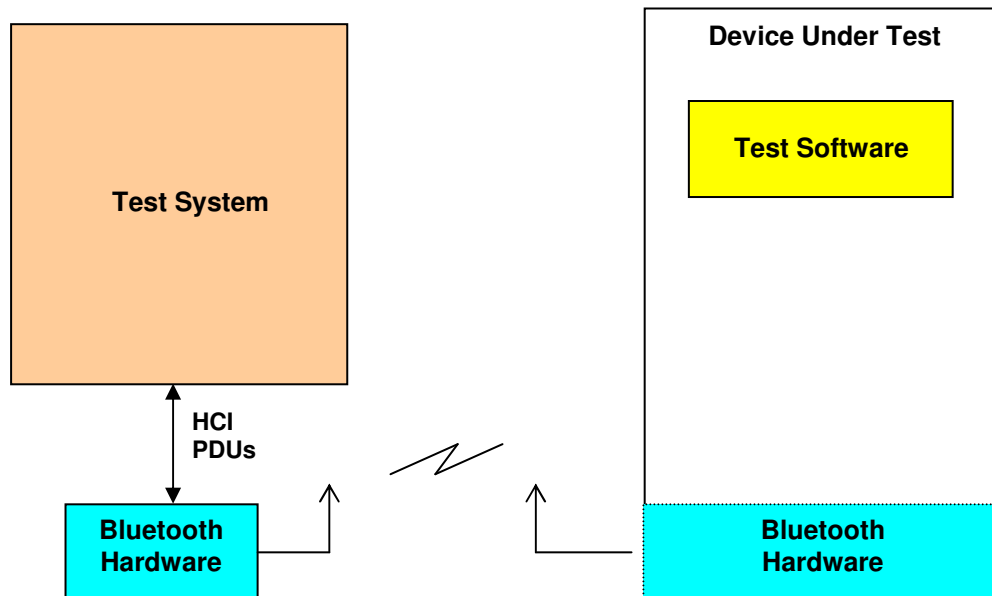 Test System
HCI
PDUs
Bluetooth
Hardware
Device Under Test
Test Software
Bluetooth
Hardware